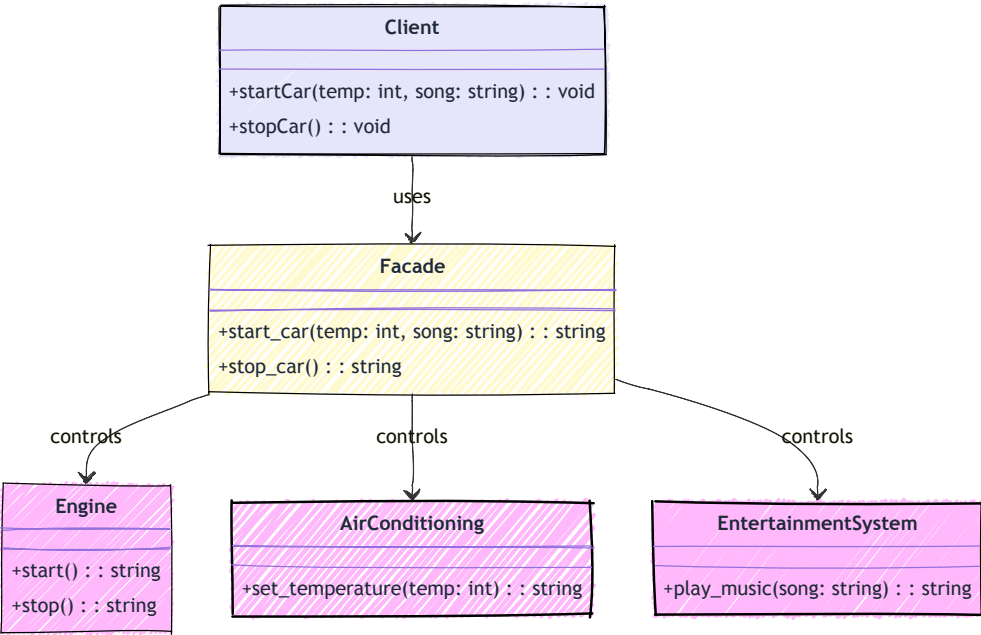 Client
+startCar(temp: int, song: string) : : void
+stopCar() : : void
uses
Facade
+start_car(temp: int, song: string) : : string
+stop_car() : : string
controls
controls
controls
Engine
+start() : : string
+stop() : : string
AirConditioning
+set_temperature(temp: int) : : string
EntertainmentSystem
+play_music(song: string) : : string